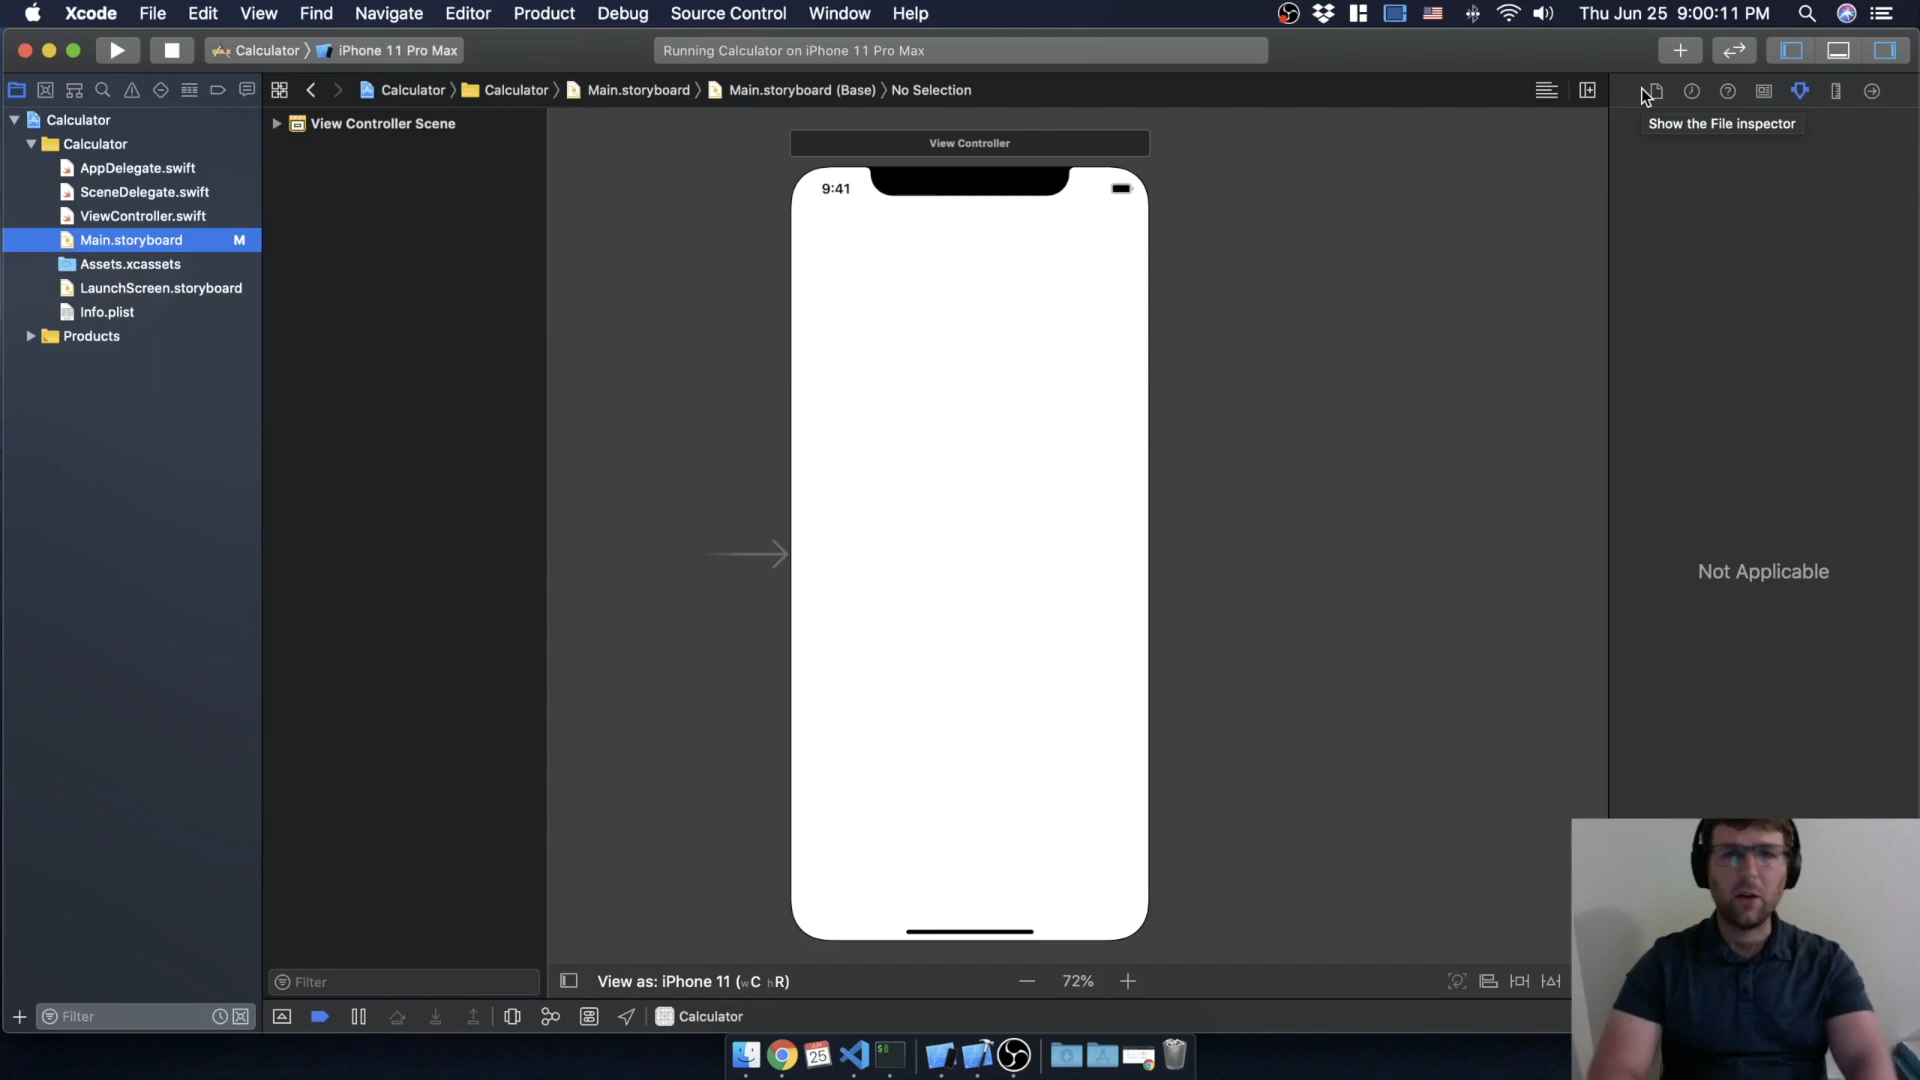 Xcode File Edit View Find Navigate Editor Product Debug Source Control Window Help Thu Jun 25 9:00:11 PM
Calculator iPhone 11 Pro Max Running Calculator on iPhone 11 Pro Max
Calculator Calculator Main.storyboard Main.storyboard (Base) No Selection
Calculator View Controller Scene Show the File inspector
Calculator View Controller
AppDelegate.swift
SceneDelegate.swift 9:41
ViewController.swift
Main.storyboard M
Assets.xcassets
LaunchScreen.storyboard
Info.plist
Products
Not Applicable
Filter View as: iPhone 11 (wC hR) 72%
Filter Calculator
JUN
25